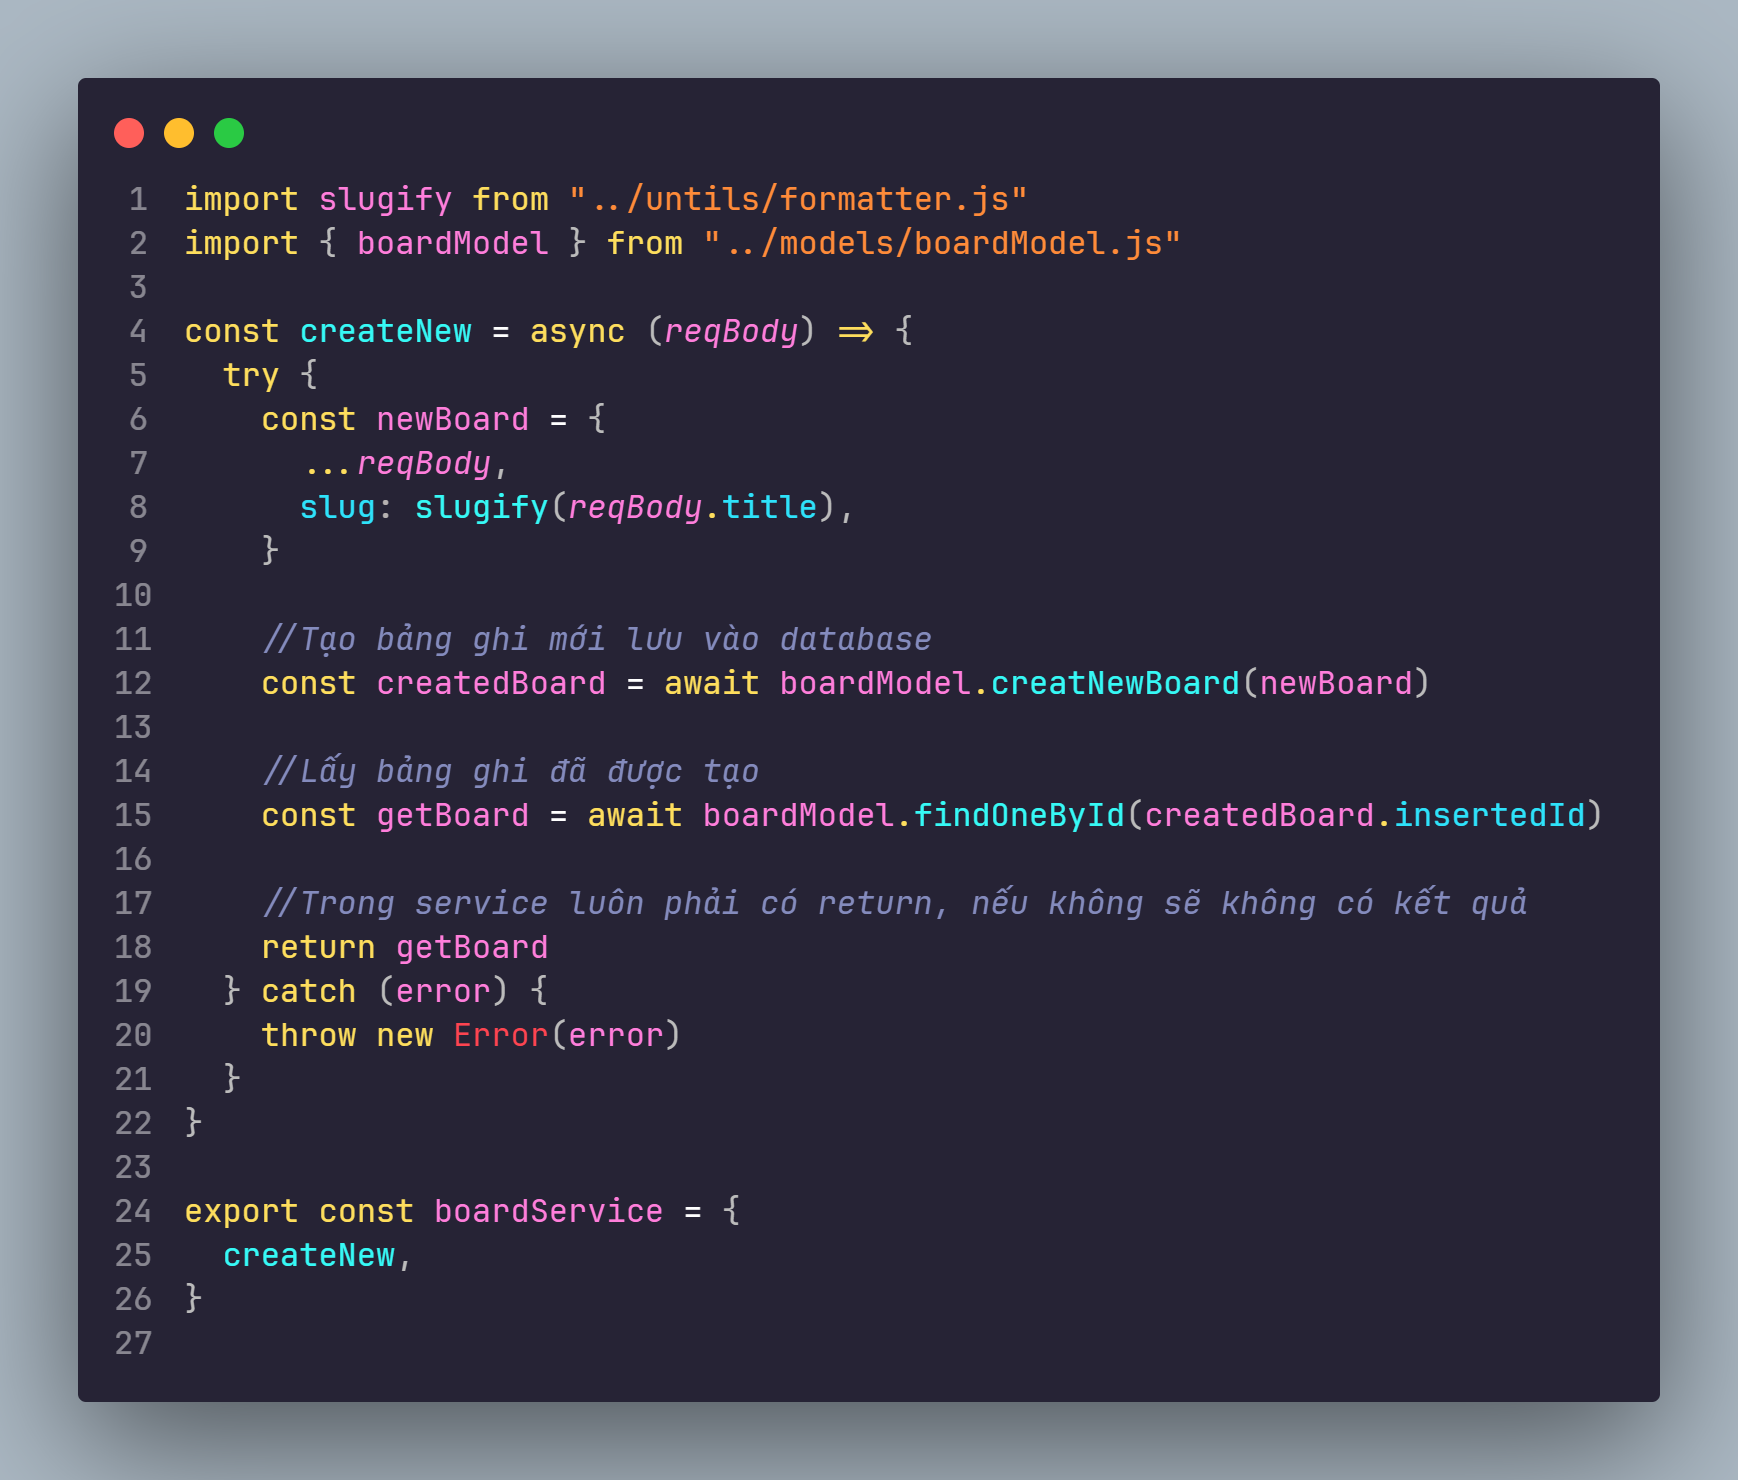 1 import slugify from "../untils/formatter.js"
2 import { boardModel } from "../models/boardModel.js"
3
4 const createNew = async (reqBody) => {
5   try {
6     const newBoard = {
7       ...reqBody,
8       slug: slugify(reqBody.title),
9     }
10
11     //Tạo bảng ghi mới lưu vào database
12     const createdBoard = await boardModel.creatNewBoard(newBoard)
13
14     //Lấy bảng ghi đã được tạo
15     const getBoard = await boardModel.findOneById(createdBoard.insertedId)
16
17     //Trong service luôn phải có return, nếu không sẽ không có kết quả
18     return getBoard
19   } catch (error) {
20     throw new Error(error)
21   }
22 }
23
24 export const boardService = {
25   createNew,
26 }
27